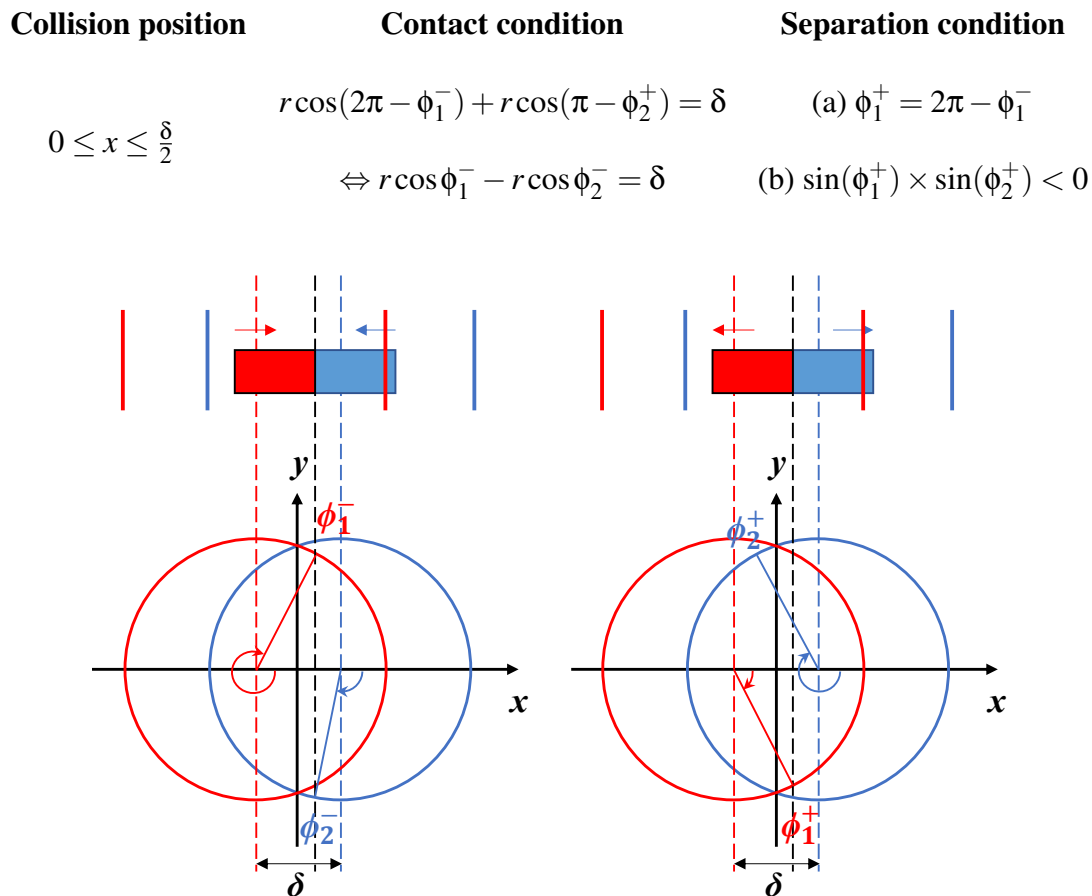 Collision position Contact condition Separation condition
r cos(2π − ϕ₁⁻) + r cos(π − ϕ₂⁺) = δ (a) ϕ₁⁺ = 2π − ϕ₁⁻
0 ≤ x ≤ δ/2
⇔ r cos ϕ₁⁻ − r cos ϕ₂⁻ = δ (b) sin(ϕ₁⁺) × sin(ϕ₂⁺) < 0
y y
ϕ₁⁻ ϕ₂⁺
x x
ϕ₂⁻ ϕ₁⁺
δ δ